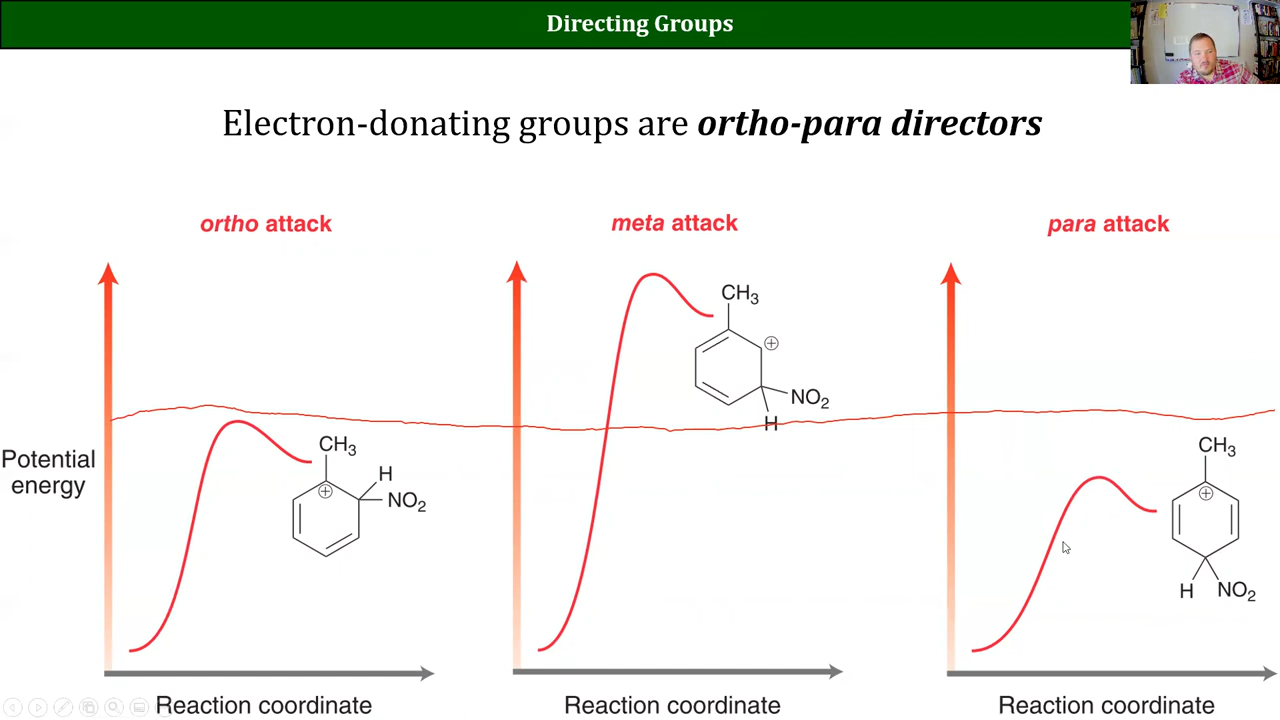 Directing Groups
Electron-donating groups are ortho-para directors
ortho attack
meta attack
para attack
Potential
energy
CH₃
H
NO₂
Reaction coordinate
CH₃
NO₂
H
Reaction coordinate
CH₃
H
NO₂
Reaction coordinate